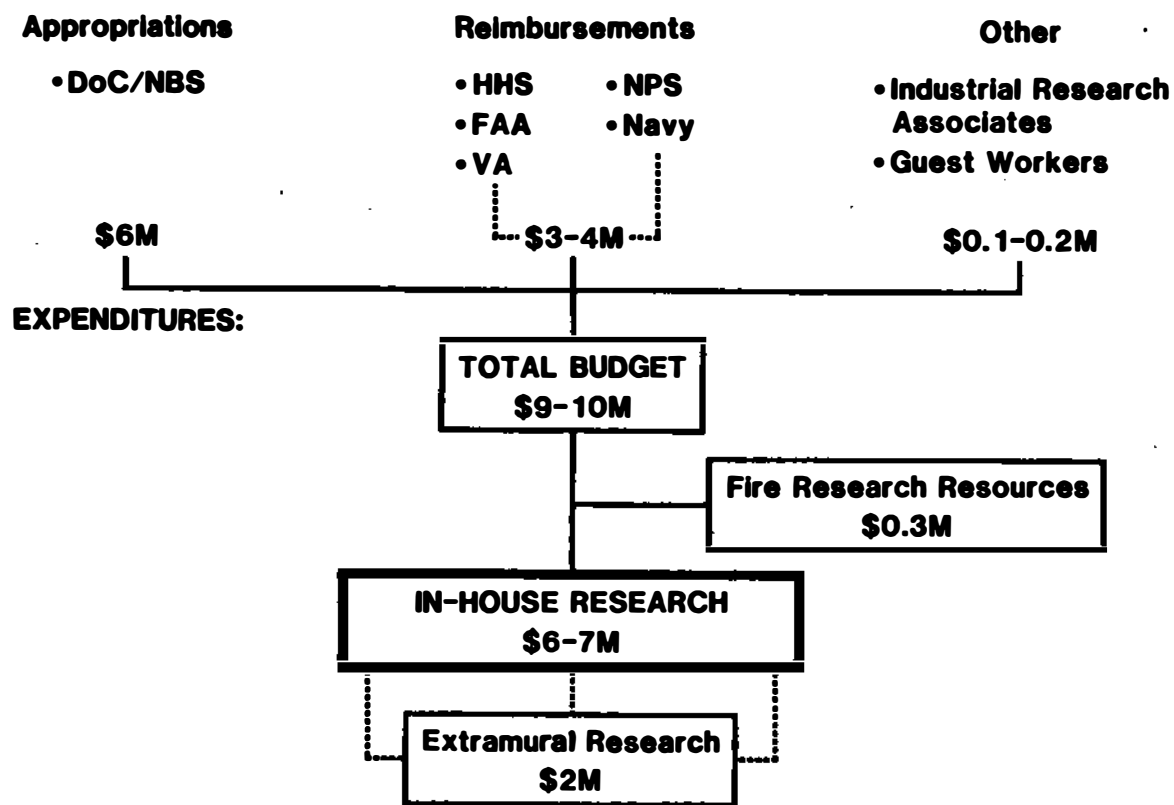 Appropriations
•DoC/NBS
Reimbursements
•HHS •NPS
•FAA •Navy
•VA
Other
•Industrial Research
Associates
•Guest Workers
$6M
$3-4M
$0.1-0.2M
EXPENDITURES:
TOTAL BUDGET
$9-10M
Fire Research Resources
$0.3M
IN-HOUSE RESEARCH
$6-7M
Extramural Research
$2M